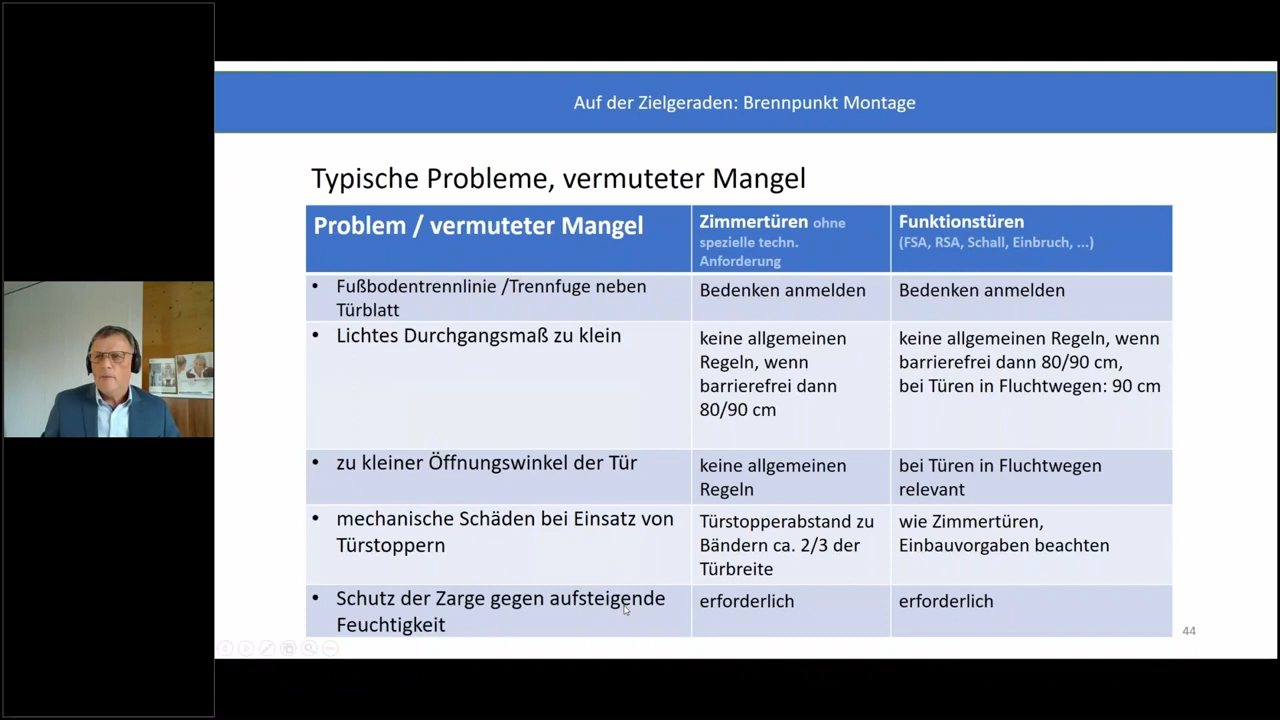 Auf der Zielgeraden: Brennpunkt Montage
Typische Probleme, vermuteter Mangel
Problem / vermuteter Mangel
Zimmertüren ohne
spezielle techn.
Anforderung
Funktionstüren
(FSA, RSA, Schall, Einbruch, ...)
• Fußbodentrennlinie /Trennfuge neben
Türblatt
Bedenken anmelden
Bedenken anmelden
• Lichtes Durchgangsmaß zu klein
keine allgemeinen
Regeln, wenn
barrierefrei dann
80/90 cm
keine allgemeinen Regeln, wenn
barrierefrei dann 80/90 cm,
bei Türen in Fluchtwegen: 90 cm
• zu kleiner Öffnungswinkel der Tür
keine allgemeinen
Regeln
bei Türen in Fluchtwegen
relevant
• mechanische Schäden bei Einsatz von
Türstoppern
Türstopperabstand zu
Bändern ca. 2/3 der
Türbreite
wie Zimmertüren,
Einbauvorgaben beachten
• Schutz der Zarge gegen aufsteigende
Feuchtigkeit
erforderlich
erforderlich
44